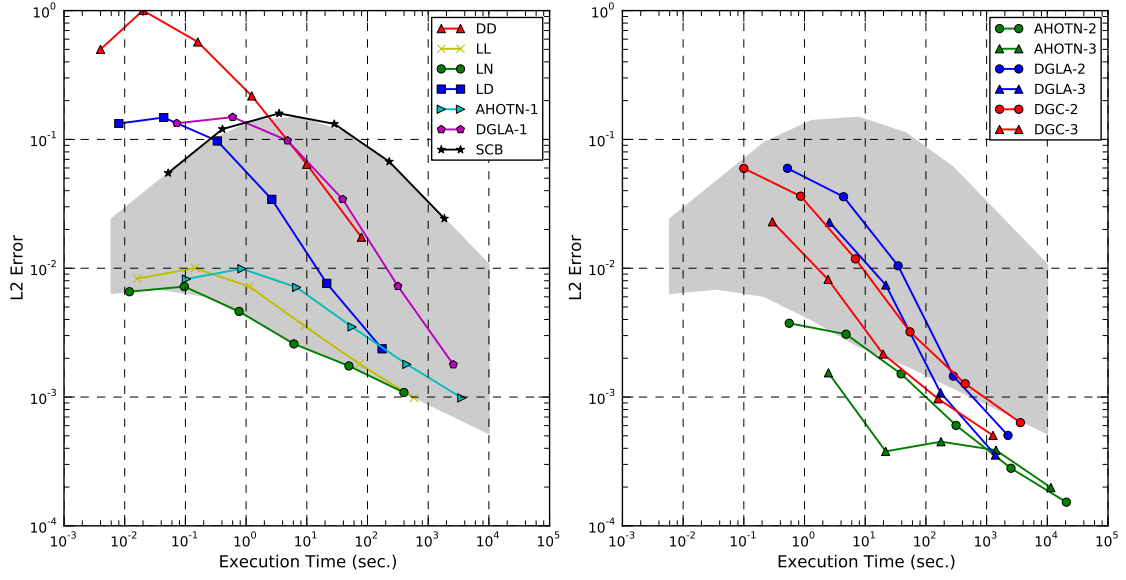 10^0
10^-1
10^-2
10^-3
10^-4
L2 Error
10^-3 10^-2 10^-1 10^0 10^1 10^2 10^3 10^4 10^5
Execution Time (sec.)
DD
LL
LN
LD
AHOTN-1
DGLA-1
SCB
10^0
10^-1
10^-2
10^-3
10^-4
L2 Error
10^-3 10^-2 10^-1 10^0 10^1 10^2 10^3 10^4 10^5
Execution Time (sec.)
AHOTN-2
AHOTN-3
DGLA-2
DGLA-3
DGC-2
DGC-3